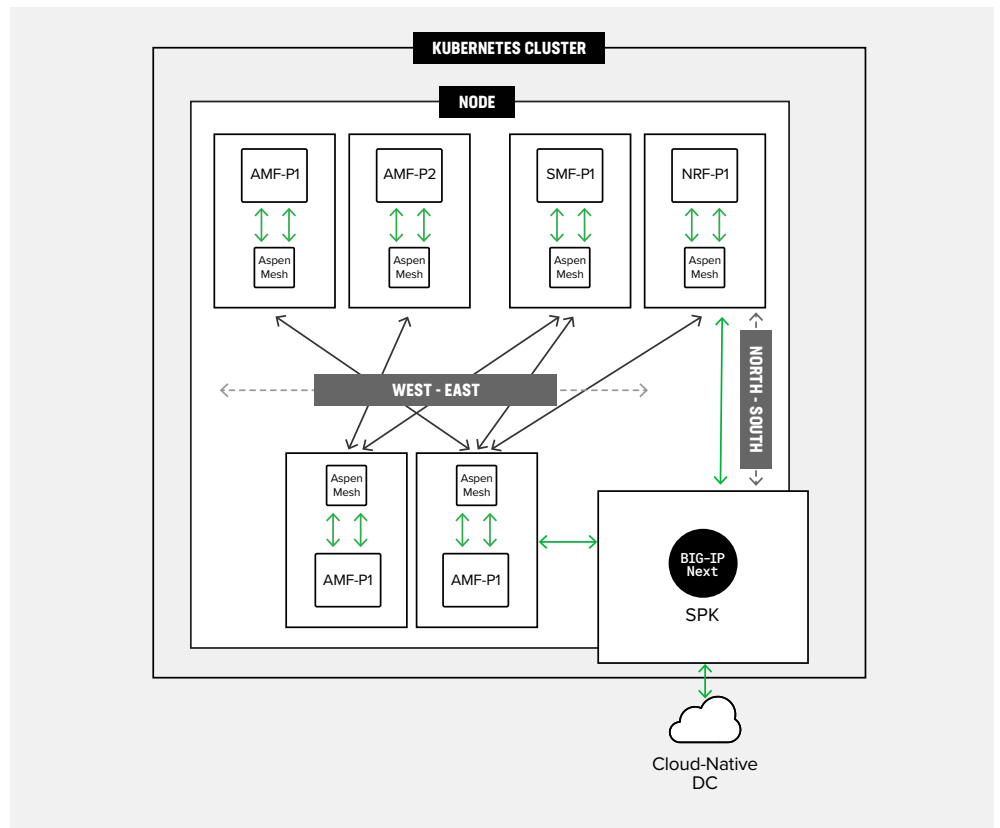 KUBERNETES CLUSTER
NODE
AMF-P1
AMF-P2
SMF-P1
NRF-P1
Aspen
Mesh
Aspen
Mesh
Aspen
Mesh
Aspen
Mesh
WEST - EAST
NORTH - SOUTH
Aspen
Mesh
Aspen
Mesh
AMF-P1
AMF-P1
BIG-IP
Next
SPK
Cloud-Native
DC